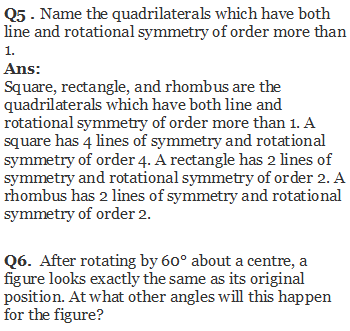 Q5 . Name the quadrilaterals which have both
line and rotational symmetry of order more than
1.
Ans:
Square, rectangle, and rhombus are the
quadrilaterals which have both line and
rotational symmetry of order more than 1. A
square has 4 lines of symmetry and rotational
symmetry of order 4. A rectangle has 2 lines of
symmetry and rotational symmetry of order 2. A
rhombus has 2 lines of symmetry and rotational
symmetry of order 2.
Q6. After rotating by 60° about a centre, a
figure looks exactly the same as its original
position. At what other angles will this happen
for the figure?